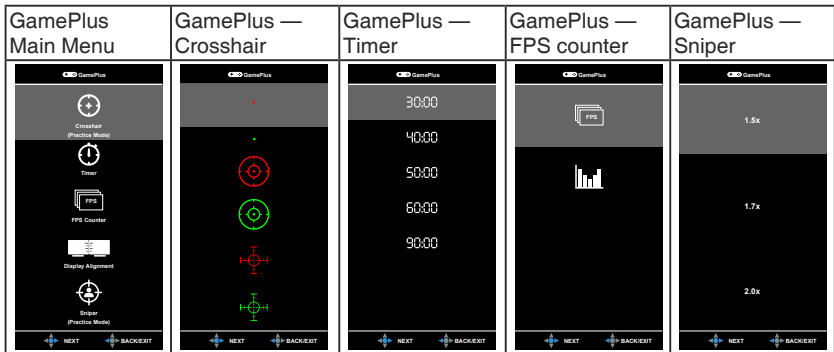 GamePlus
Main Menu
GamePlus —
Crosshair
GamePlus —
Timer
GamePlus —
FPS counter
GamePlus —
Sniper
GamePlus
Crosshair
(Practice Mode)
Timer
FPS
FPS Counter
Display Alignment
Sniper
(Practice Mode)
NEXT BACK/EXIT
GamePlus
NEXT BACK/EXIT
GamePlus
30:00
40:00
50:00
60:00
90:00
NEXT BACK/EXIT
GamePlus
FPS
NEXT BACK/EXIT
GamePlus
1.5x
1.7x
2.0x
NEXT BACK/EXIT